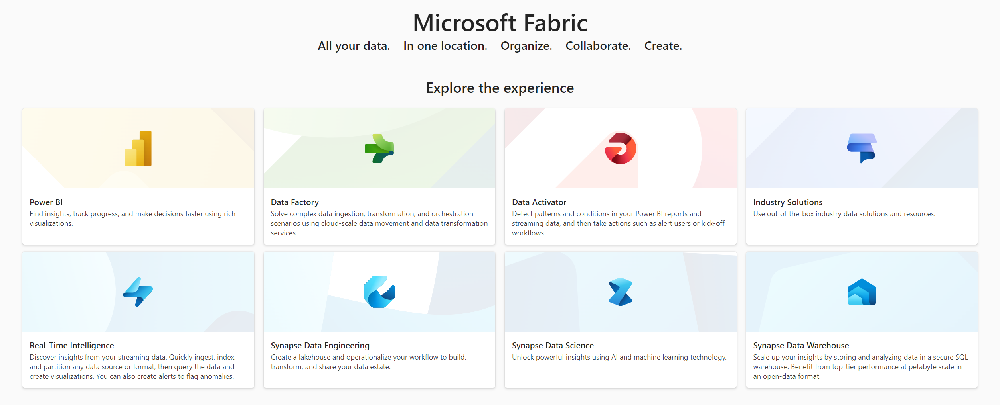 Microsoft Fabric
All your data. In one location. Organize. Collaborate. Create.
Explore the experience
Power BI
Find insights, track progress, and make decisions faster using rich
visualizations.
Data Factory
Solve complex data ingestion, transformation, and orchestration
scenarios using cloud-scale data movement and data transformation
services.
Data Activator
Detect patterns and conditions in your Power BI reports and
streaming data, and then take actions such as alert users or kick-off
workflows.
Industry Solutions
Use out-of-the-box industry data solutions and resources.
Real-Time Intelligence
Discover insights from your streaming data. Quickly ingest, index,
and partition any data source or format, then query the data and
create visualizations. You can also create alerts to flag anomalies.
Synapse Data Engineering
Create a lakehouse and operationalize your workflow to build,
transform, and share your data estate.
Synapse Data Science
Unlock powerful insights using AI and machine learning technology.
Synapse Data Warehouse
Scale up your insights by storing and analyzing data in a secure SQL
warehouse. Benefit from top-tier performance at petabyte scale in
an open-data format.